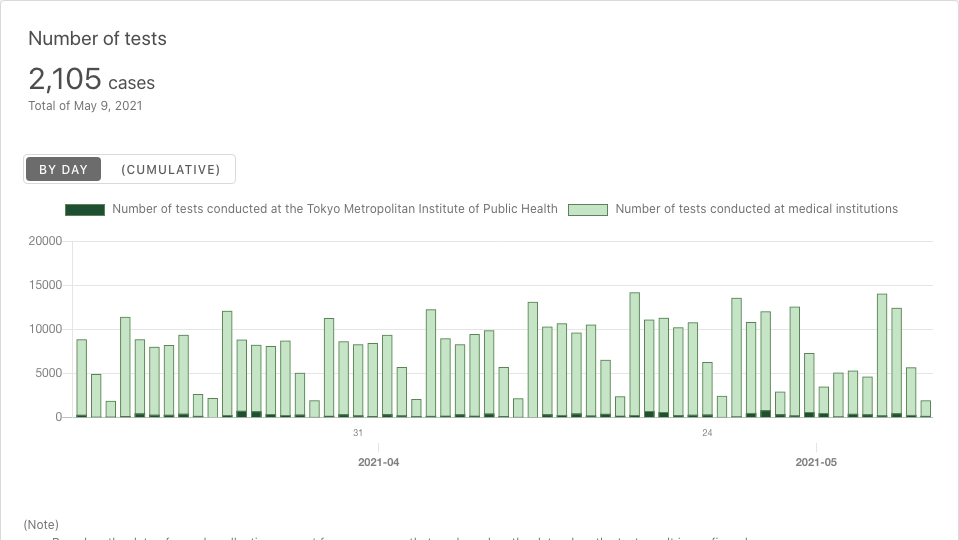 Number of tests
2,105 cases
Total of May 9, 2021
BY DAY (CUMULATIVE)
Number of tests conducted at the Tokyo Metropolitan Institute of Public Health Number of tests conducted at medical institutions
20000
15000
10000
5000
0
31 24
2021-04 2021-05
(Note)